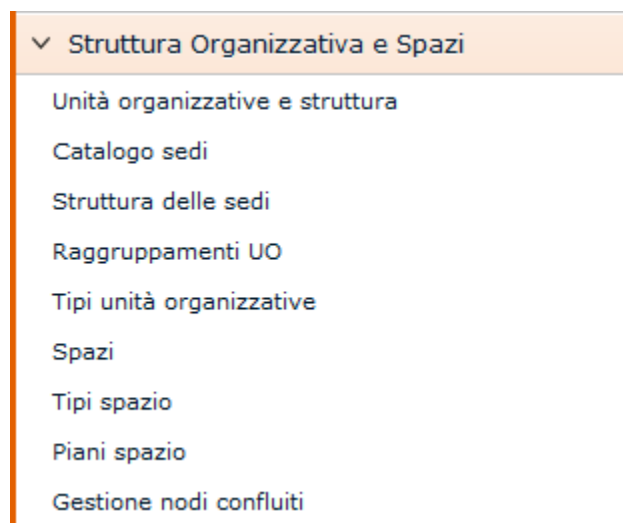 Struttura Organizzativa e Spazi
Unità organizzative e struttura
Catalogo sedi
Struttura delle sedi
Raggruppamenti UO
Tipi unità organizzative
Spazi
Tipi spazio
Piani spazio
Gestione nodi confluiti